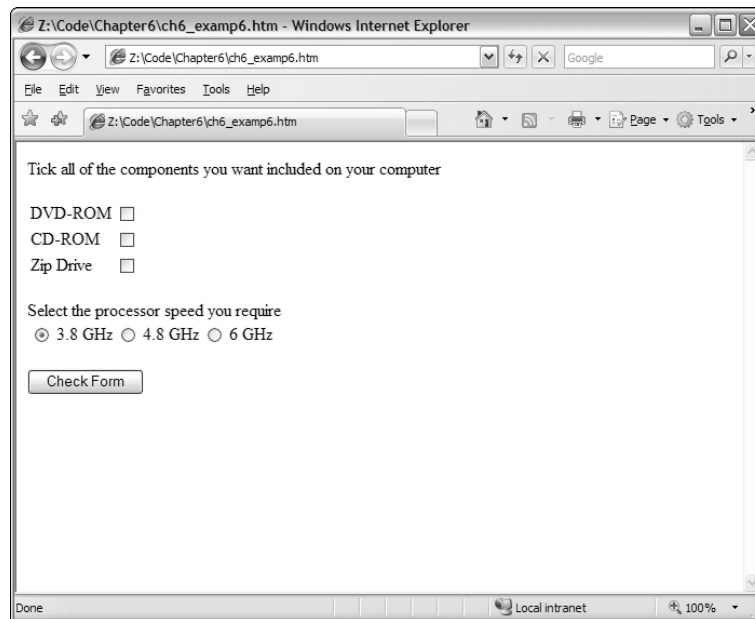 Z:\Code\Chapter6\ch6_examp6.htm - Windows Internet Explorer
Z:\Code\Chapter6\ch6_examp6.htm
Google
File Edit View Favorites Tools Help
Z:\Code\Chapter6\ch6_examp6.htm
Page
Tools
Tick all of the components you want included on your computer
DVD-ROM
CD-ROM
Zip Drive
Select the processor speed you require
3.8 GHz 4.8 GHz 6 GHz
Check Form
Done
Local intranet
100%